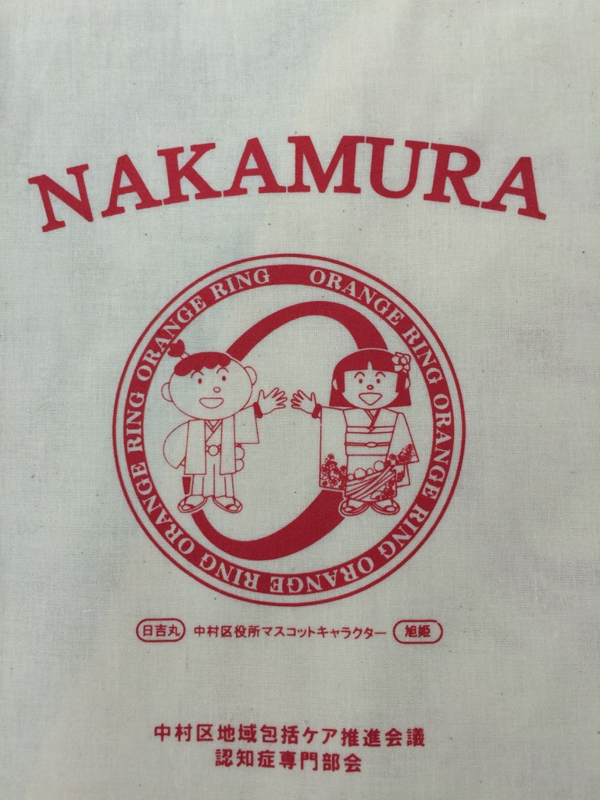 NAKAMURA
ORANGE RING ORANGE RING ORANGE RING ORANGE RING ORANGE RING
日吉丸 中村区役所マスコットキャラクター 旭姫
中村区地域包括ケア推進会議
認知症専門部会